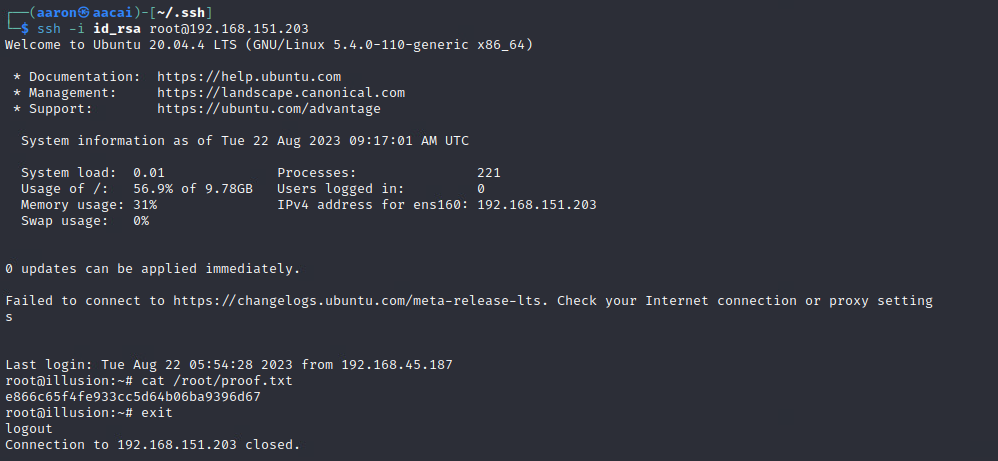 ┌──(aaron㉿aacai)-[~/.ssh]
└─$ ssh -i id_rsa root@192.168.151.203
Welcome to Ubuntu 20.04.4 LTS (GNU/Linux 5.4.0-110-generic x86_64)

 * Documentation:  https://help.ubuntu.com
 * Management:     https://landscape.canonical.com
 * Support:        https://ubuntu.com/advantage

  System information as of Tue 22 Aug 2023 09:17:01 AM UTC

  System load:  0.01              Processes:               221
  Usage of /:   56.9% of 9.78GB   Users logged in:         0
  Memory usage: 31%               IPv4 address for ens160: 192.168.151.203
  Swap usage:   0%

0 updates can be applied immediately.

Failed to connect to https://changelogs.ubuntu.com/meta-release-lts. Check your Internet connection or proxy setting
s

Last login: Tue Aug 22 05:54:28 2023 from 192.168.45.187
root@illusion:~# cat /root/proof.txt
e866c65f4fe933cc5d64b06ba9396d67
root@illusion:~# exit
logout
Connection to 192.168.151.203 closed.